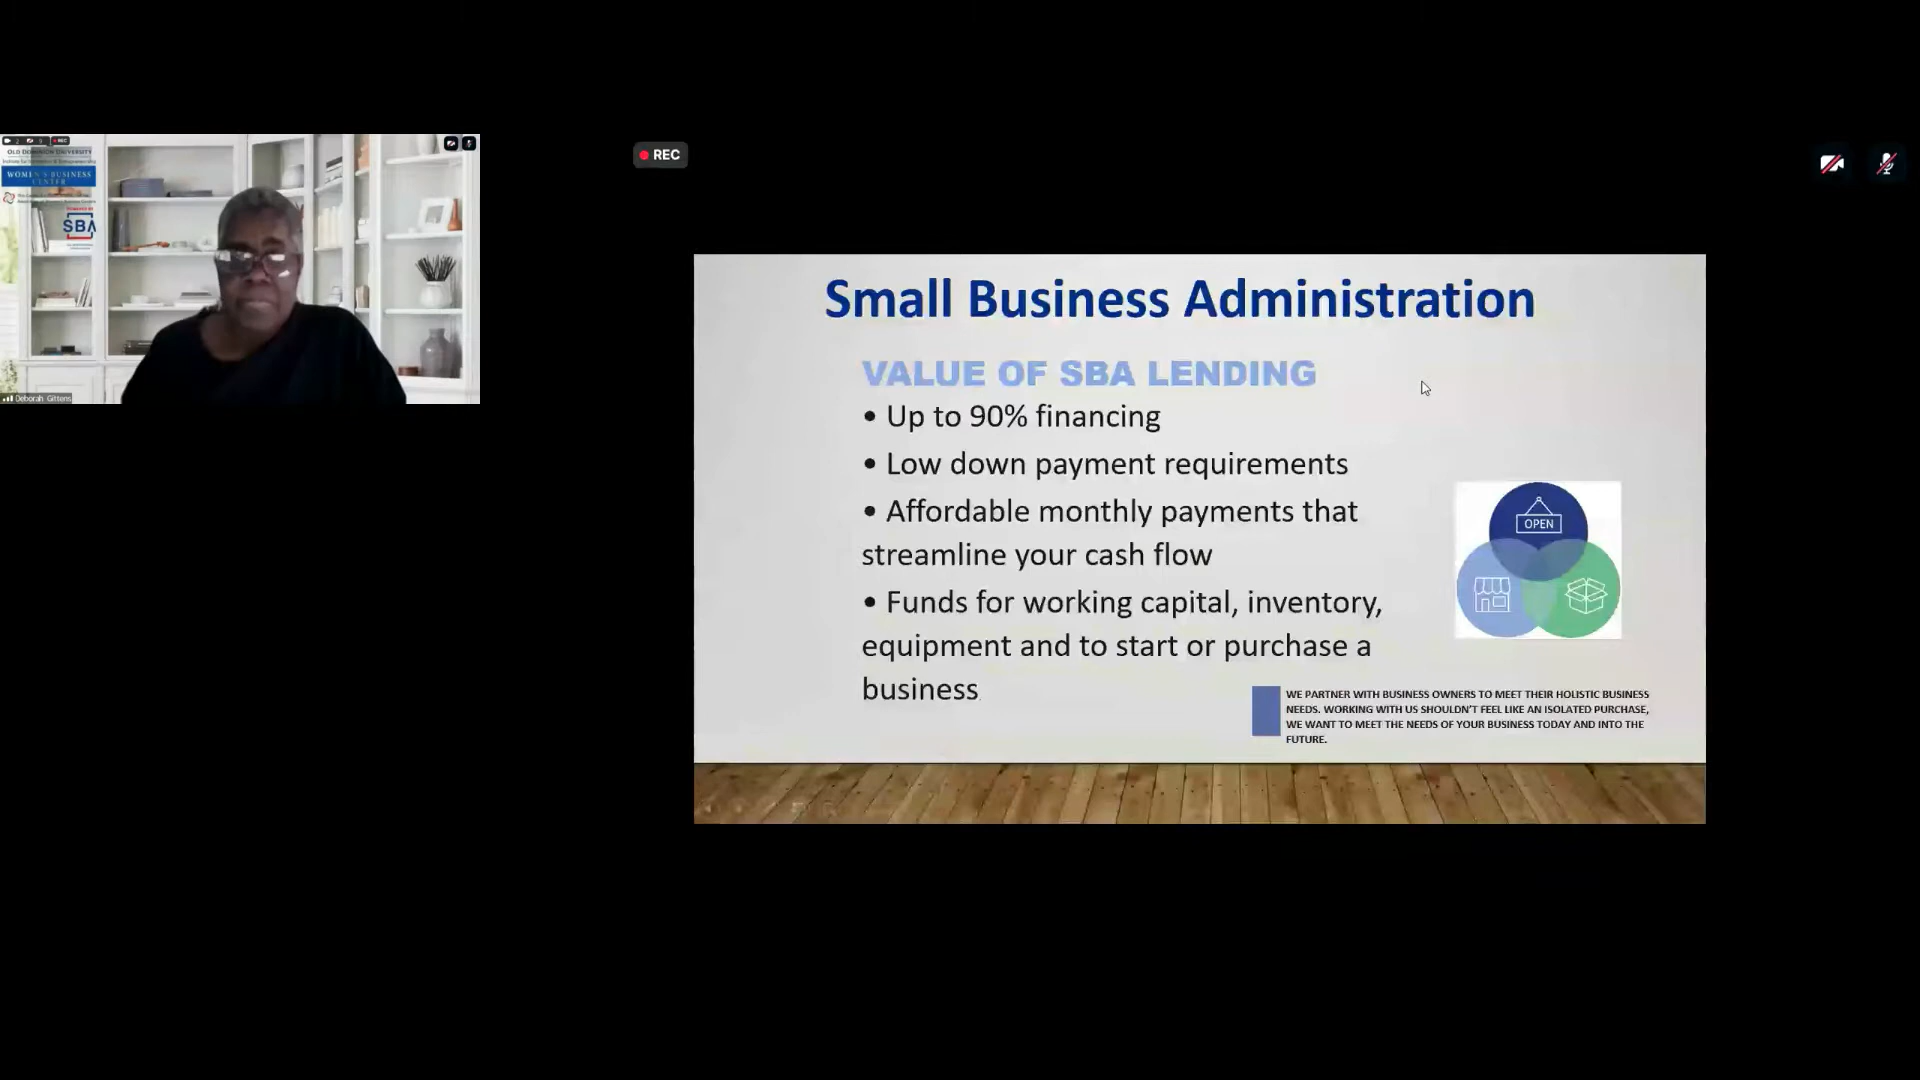 REC
OLD DOMINION UNIVERSITY
WOMEN'S BUSINESS
CENTER
POWERED BY
SBA
Deborah Gittens
REC
Small Business Administration
VALUE OF SBA LENDING
• Up to 90% financing
• Low down payment requirements
• Affordable monthly payments that
streamline your cash flow
• Funds for working capital, inventory,
equipment and to start or purchase a
business
OPEN
WE PARTNER WITH BUSINESS OWNERS TO MEET THEIR HOLISTIC BUSINESS
NEEDS. WORKING WITH US SHOULDN'T FEEL LIKE AN ISOLATED PURCHASE,
WE WANT TO MEET THE NEEDS OF YOUR BUSINESS TODAY AND INTO THE
FUTURE.